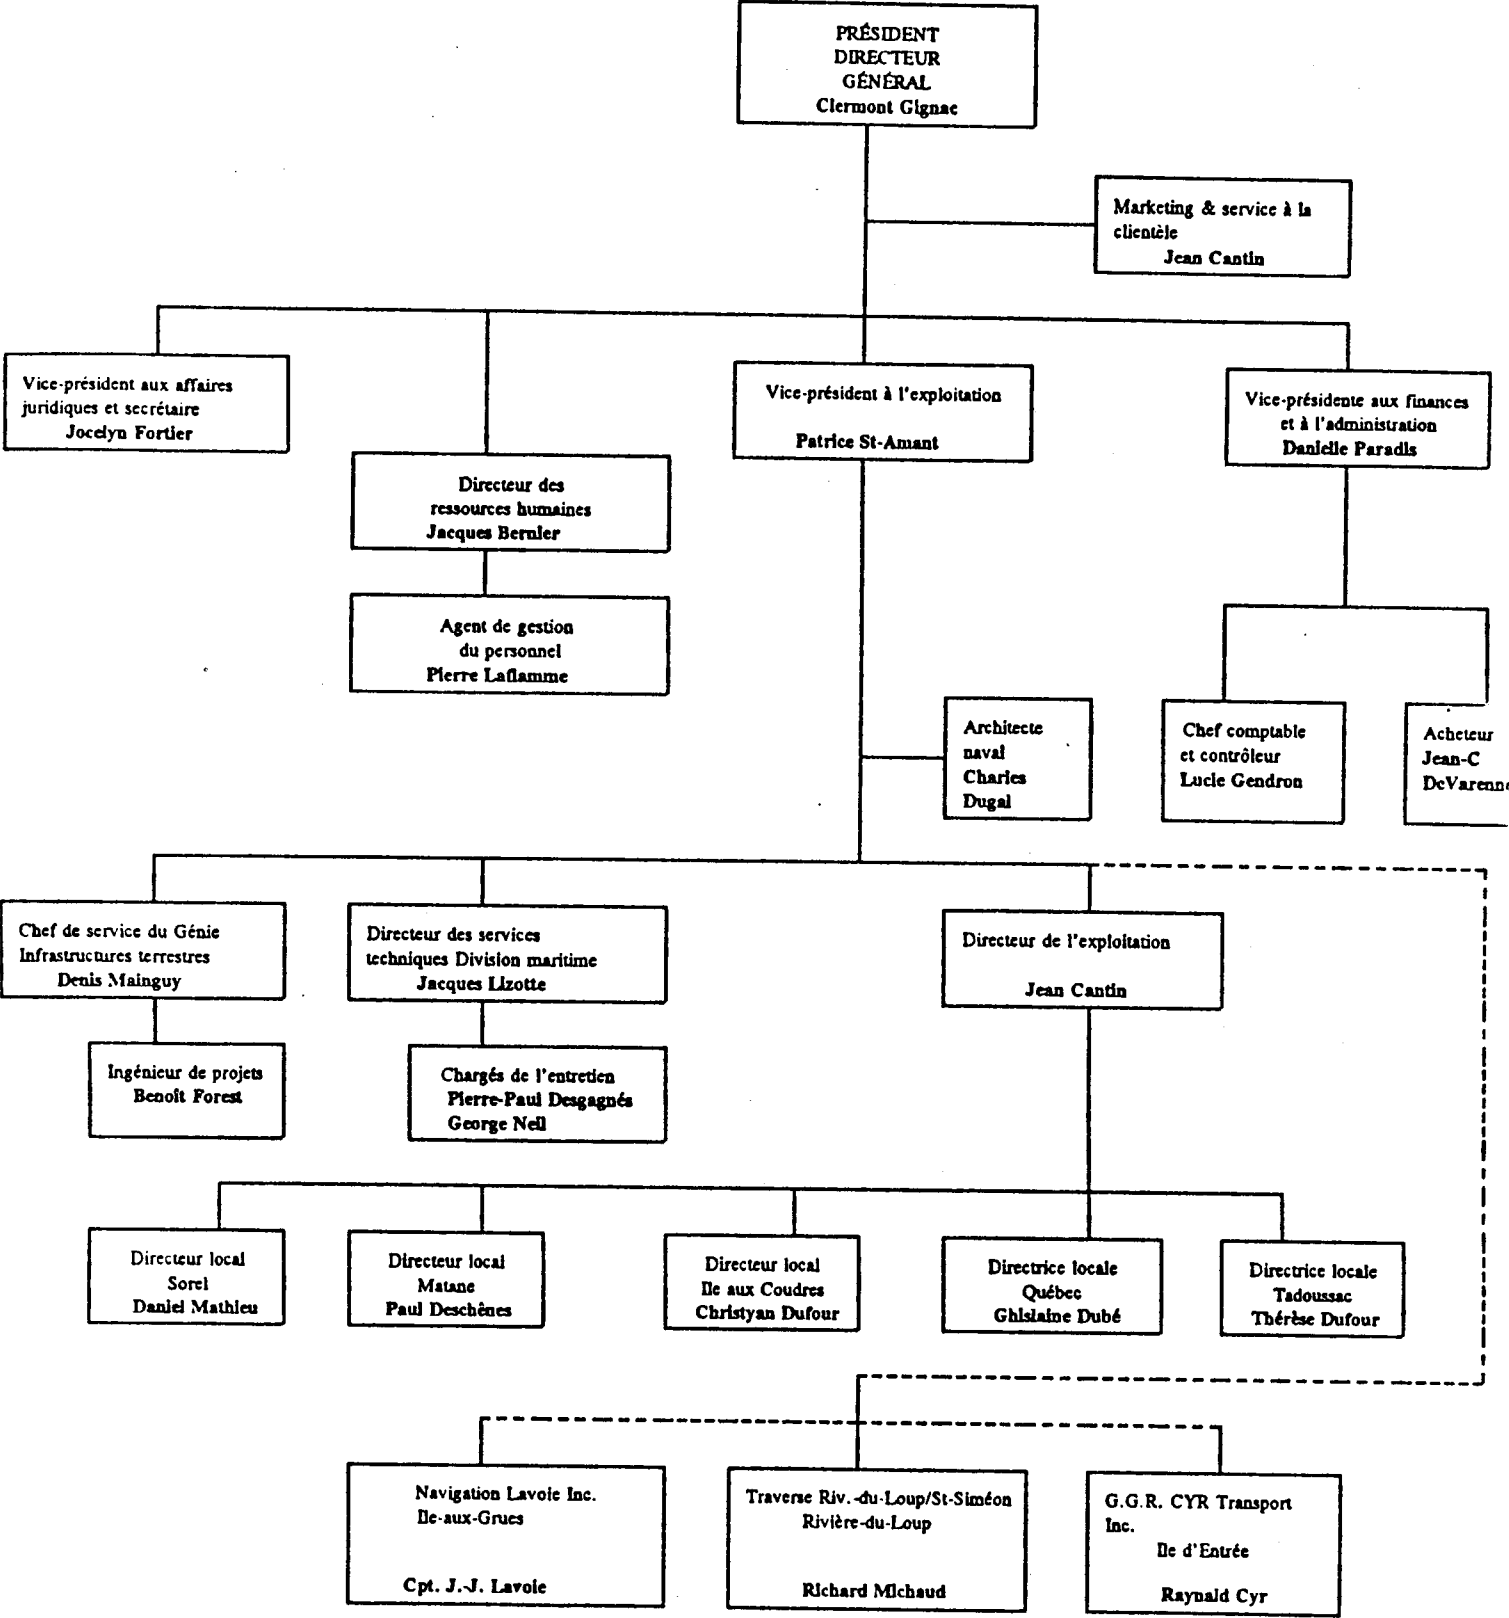 PRÉSIDENT
DIRECTEUR
GÉNÉRAL
Clermont Gignac
Marketing & service à la
clientèle
Jean Cantin
Vice-président aux affaires
juridiques et secrétaire
Jocelyn Fortier
Directeur des
ressources humaines
Jacques Bernier
Agent de gestion
du personnel
Pierre Laflamme
Vice-président à l'exploitation
Patrice St-Amant
Vice-présidente aux finances
et à l'administration
Danielle Paradis
Architecte
naval
Charles
Dugal
Chef comptable
et contrôleur
Lucie Gendron
Acheteur
Jean-C
DeVarenne
Chef de service du Génie
Infrastructures terrestres
Denis Mainguy
Directeur des services
techniques Division maritime
Jacques Lizotte
Directeur de l'exploitation
Jean Cantin
Ingénieur de projets
Benoît Forest
Chargés de l'entretien
Pierre-Paul Desgagnés
George Neil
Directeur local
Sorel
Daniel Mathieu
Directeur local
Matane
Paul Deschênes
Directeur local
Ile aux Coudres
Christyan Dufour
Directrice locale
Québec
Ghislaine Dubé
Directrice locale
Tadoussac
Thérèse Dufour
Navigation Lavoie Inc.
Ile-aux-Grues
Cpt. J.-J. Lavoie
Traverse Riv.-du-Loup/St-Siméon
Rivière-du-Loup
Richard Michaud
G.G.R. CYR Transport
Inc.
Ile d'Entrée
Raynald Cyr